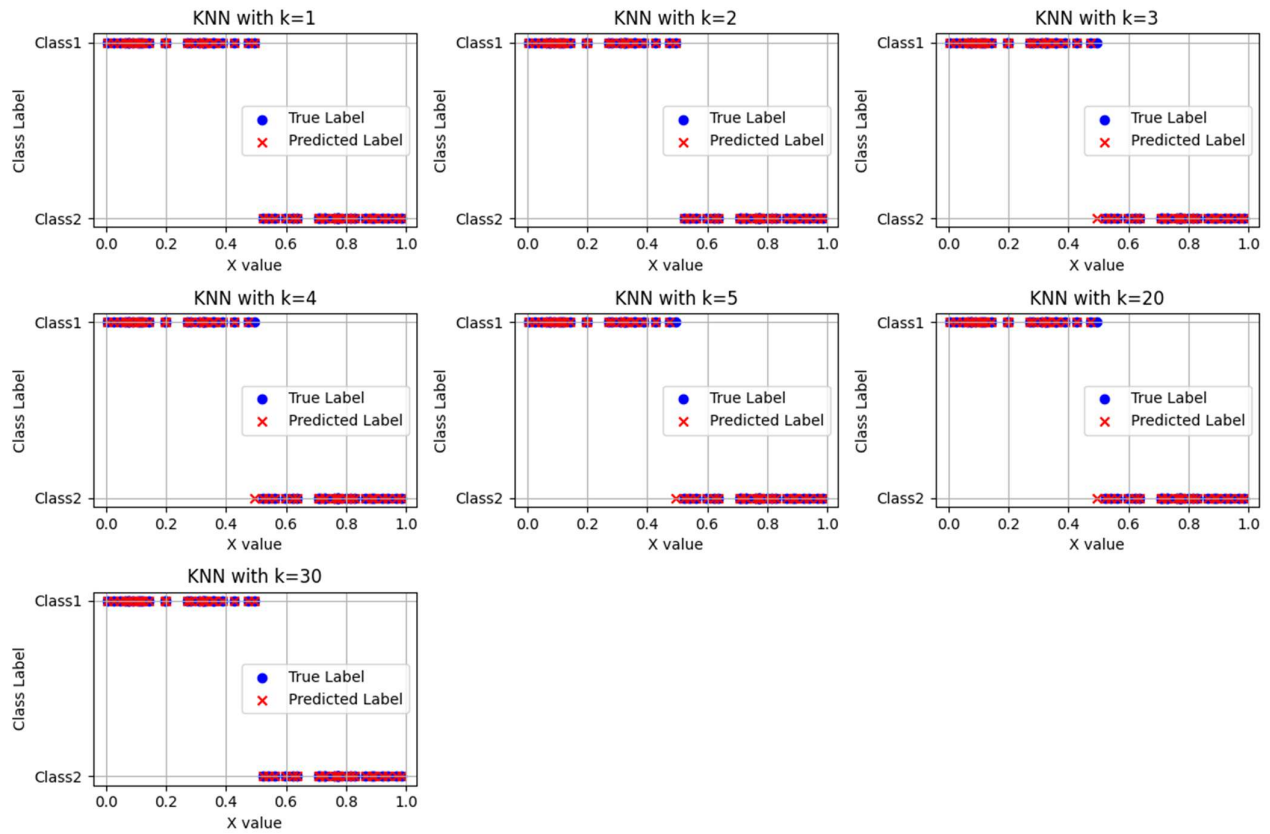 KNN with k=1
Class1
Class2
Class Label
True Label
Predicted Label
0.0 0.2 0.4 0.6 0.8 1.0
X value
KNN with k=2
Class1
Class2
Class Label
True Label
Predicted Label
0.0 0.2 0.4 0.6 0.8 1.0
X value
KNN with k=3
Class1
Class2
Class Label
True Label
Predicted Label
0.0 0.2 0.4 0.6 0.8 1.0
X value
KNN with k=4
Class1
Class2
Class Label
True Label
Predicted Label
0.0 0.2 0.4 0.6 0.8 1.0
X value
KNN with k=5
Class1
Class2
Class Label
True Label
Predicted Label
0.0 0.2 0.4 0.6 0.8 1.0
X value
KNN with k=20
Class1
Class2
Class Label
True Label
Predicted Label
0.0 0.2 0.4 0.6 0.8 1.0
X value
KNN with k=30
Class1
Class2
Class Label
True Label
Predicted Label
0.0 0.2 0.4 0.6 0.8 1.0
X value